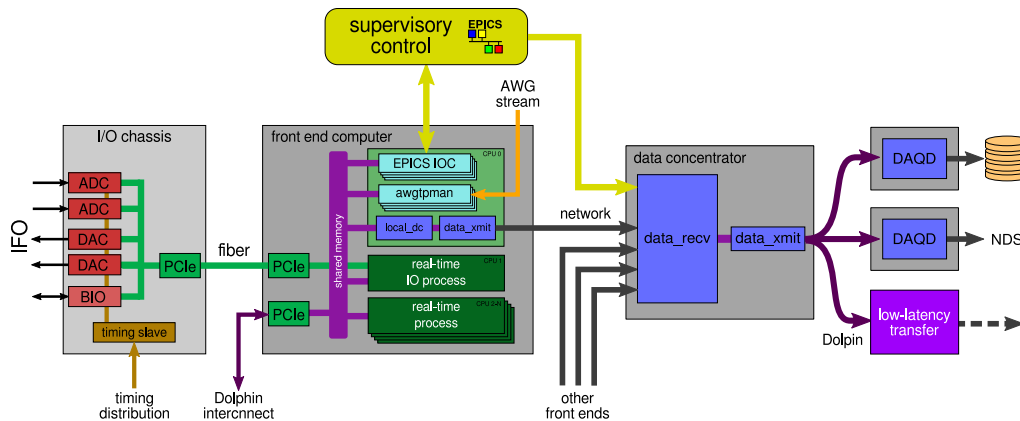 supervisory
control
EPICS
AWG
stream
I/O chassis
front end computer
CPU 0
EPICS IOC
awgtpman
local_dc
data_xmit
shared memory
IFO
ADC
ADC
DAC
DAC
BIO
PCIe
timing slave
fiber
PCIe
PCIe
CPU 1
real-time
IO process
CPU 2-N
real-time
process
timing
distribution
Dolphin
intercnnect
network
other
front ends
data concentrator
data_recv
data_xmit
DAQD
DAQD
NDS
low-latency
transfer
Dolpin